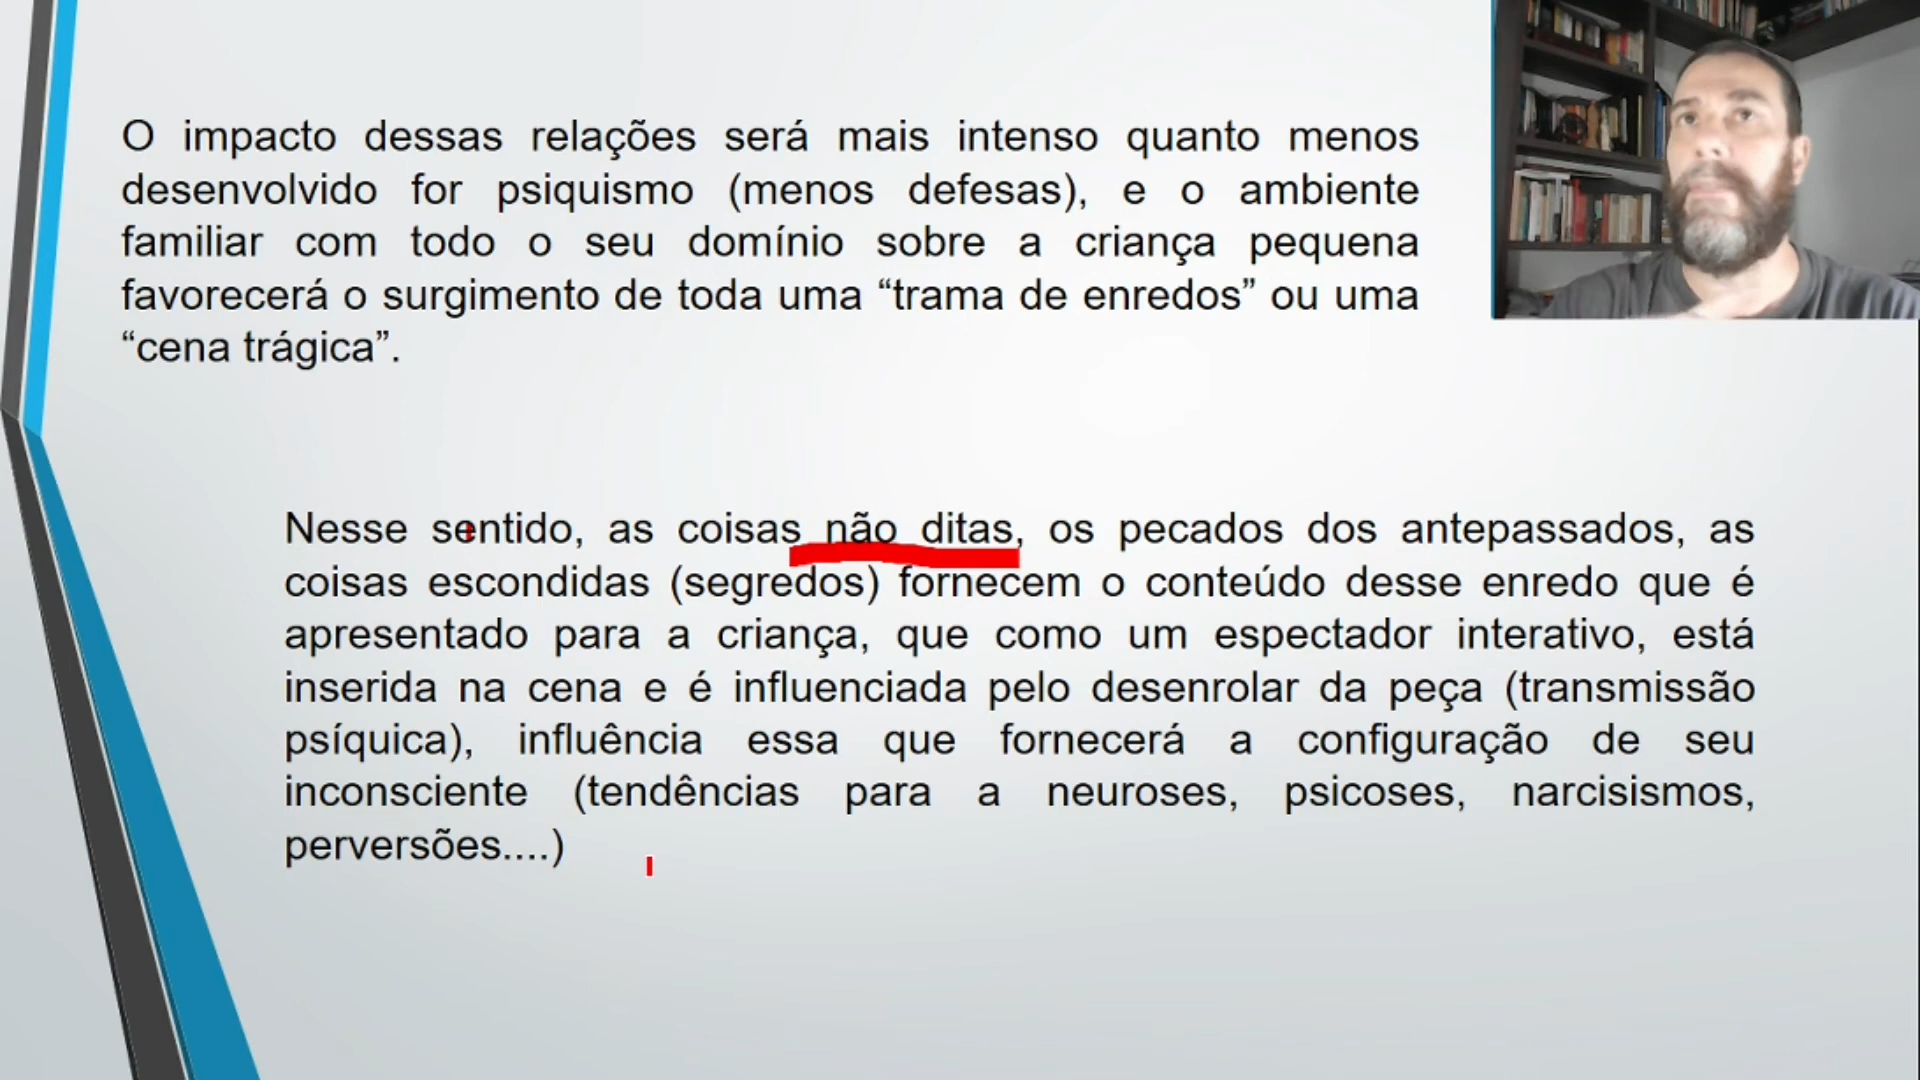 O impacto dessas relações será mais intenso quanto menos
desenvolvido for psiquismo (menos defesas), e o ambiente
familiar com todo o seu domínio sobre a criança pequena
favorecerá o surgimento de toda uma “trama de enredos” ou uma
“cena trágica”.
Nesse sentido, as coisas não ditas, os pecados dos antepassados, as
coisas escondidas (segredos) fornecem o conteúdo desse enredo que é
apresentado para a criança, que como um espectador interativo, está
inserida na cena e é influenciada pelo desenrolar da peça (transmissão
psíquica), influência essa que fornecerá a configuração de seu
inconsciente (tendências para a neuroses, psicoses, narcisismos,
perversões....)